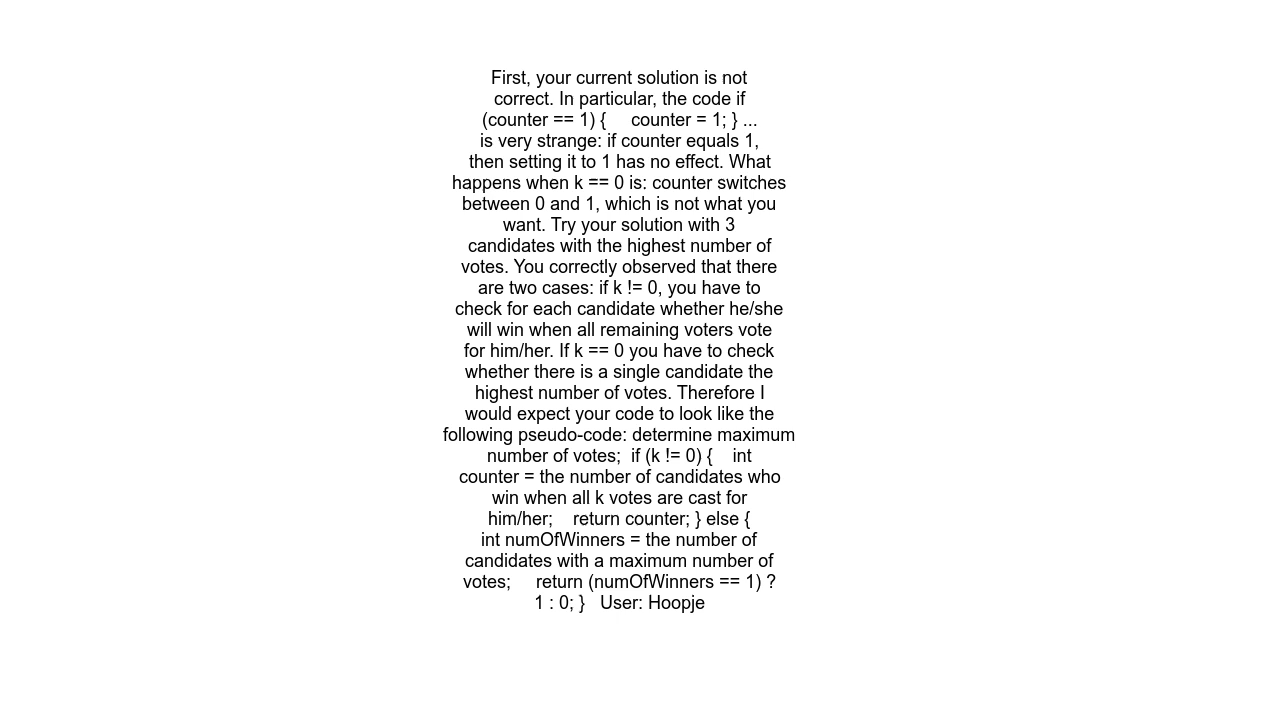 First, your current solution is not
correct. In particular, the code if
(counter == 1) {     counter = 1; } ...
is very strange: if counter equals 1,
then setting it to 1 has no effect. What
happens when k == 0 is: counter switches
between 0 and 1, which is not what you
want. Try your solution with 3
candidates with the highest number of
votes. You correctly observed that there
are two cases: if k != 0, you have to
check for each candidate whether he/she
will win when all remaining voters vote
for him/her. If k == 0 you have to check
whether there is a single candidate the
highest number of votes. Therefore I
would expect your code to look like the
following pseudo-code: determine maximum
number of votes;  if (k != 0) {    int
counter = the number of candidates who
win when all k votes are cast for
him/her;    return counter; } else {
int numOfWinners = the number of
candidates with a maximum number of
votes;     return (numOfWinners == 1) ?
1 : 0; }   User: Hoopje